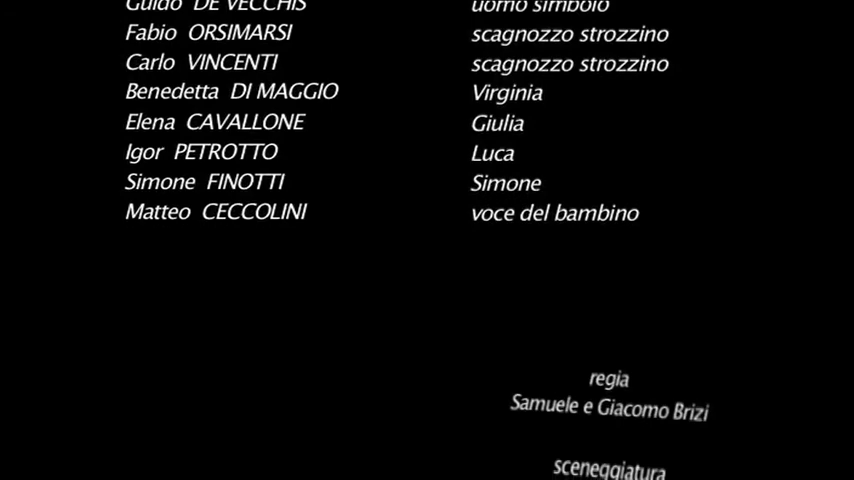 Guido DE VECCHIS uomo simbolo
Fabio ORSIMARSI scagnozzo strozzino
Carlo VINCENTI scagnozzo strozzino
Benedetta DI MAGGIO Virginia
Elena CAVALLONE Giulia
Igor PETROTTO Luca
Simone FINOTTI Simone
Matteo CECCOLINI voce del bambino
regia
Samuele e Giacomo Brizi
sceneggiatura